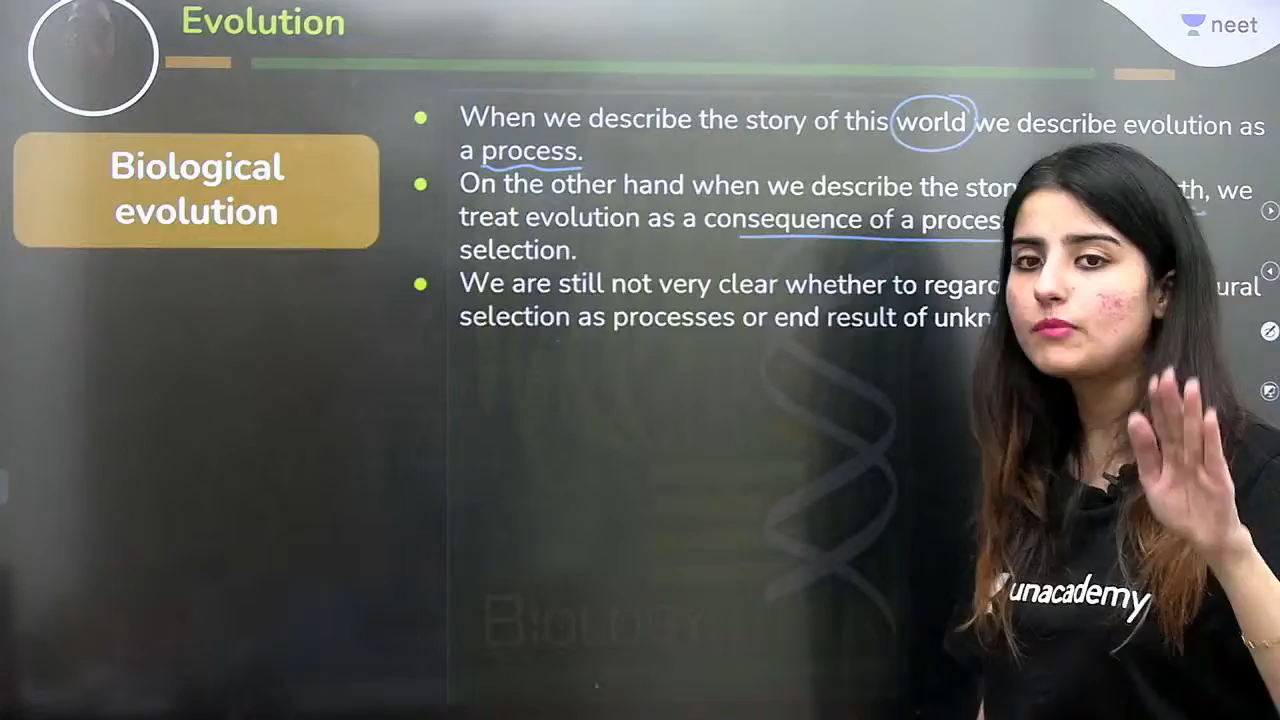 Evolution
neet
Biological
evolution
When we describe the story of this world we describe evolution as
a process.
On the other hand when we describe the stor th, we
treat evolution as a consequence of a proces
selection.
We are still not very clear whether to regar ural
selection as processes or end result of unkn
BIOLOGY
unacademy